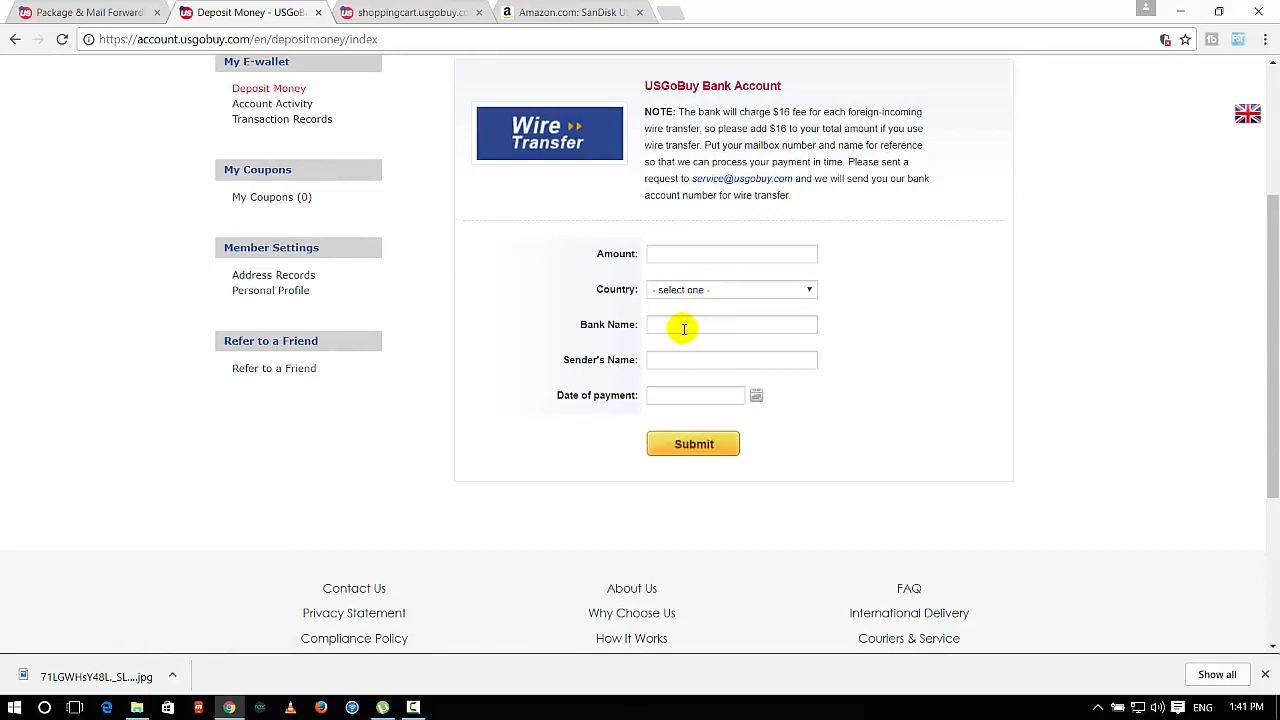 Package & Mail Forward
Deposit Money - USGoB
shoppingcart.usgobuy.co
Amazon.com: SanDisk U
https://account.usgobuy.com/en/depositmoney/index
My E-wallet
Deposit Money
Account Activity
Transaction Records
My Coupons
My Coupons (0)
Member Settings
Address Records
Personal Profile
Refer to a Friend
Refer to a Friend
Wire
Transfer
USGoBuy Bank Account
NOTE: The bank will charge $16 fee for each foreign-incoming
wire transfer, so please add $16 to your total amount if you use
wire transfer. Put your mailbox number and name for reference
so that we can process your payment in time. Please sent a
request to service@usgobuy.com and we will send you our bank
account number for wire transfer.
Amount:
Country:
- select one -
Bank Name:
Sender's Name:
Date of payment:
Submit
Contact Us
About Us
FAQ
Privacy Statement
Why Choose Us
International Delivery
Compliance Policy
How It Works
Couriers & Service
71LGWHsY48L._SL....jpg
Show all
ENG
1:41 PM